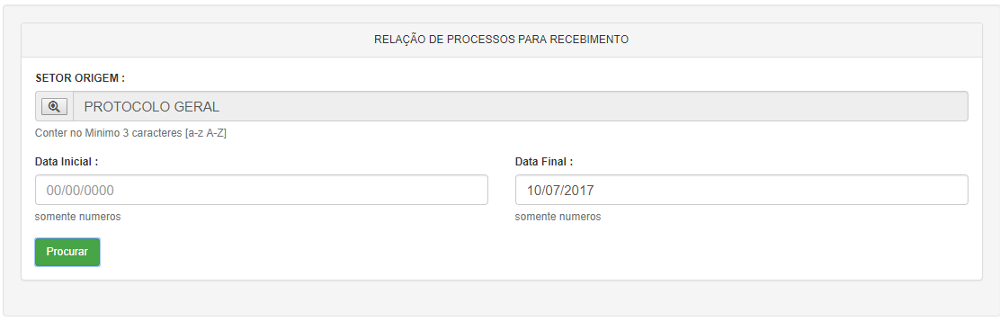 RELAÇÃO DE PROCESSOS PARA RECEBIMENTO
SETOR ORIGEM :
PROTOCOLO GERAL
Conter no Minimo 3 caracteres [a-z A-Z]
Data Inicial :
Data Final :
00/00/0000
10/07/2017
somente numeros
somente numeros
Procurar